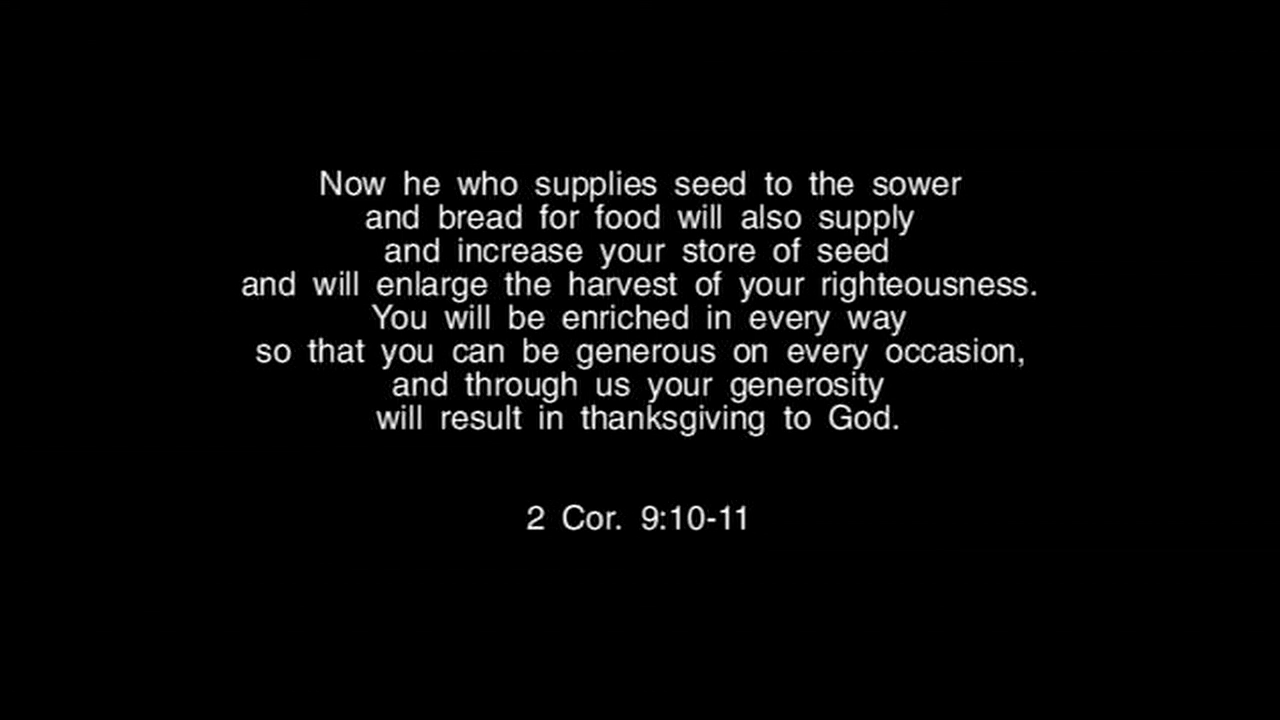 Now he who supplies seed to the sower
and bread for food will also supply
and increase your store of seed
and will enlarge the harvest of your righteousness.
You will be enriched in every way
so that you can be generous on every occasion,
and through us your generosity
will result in thanksgiving to God.
2 Cor. 9:10-11